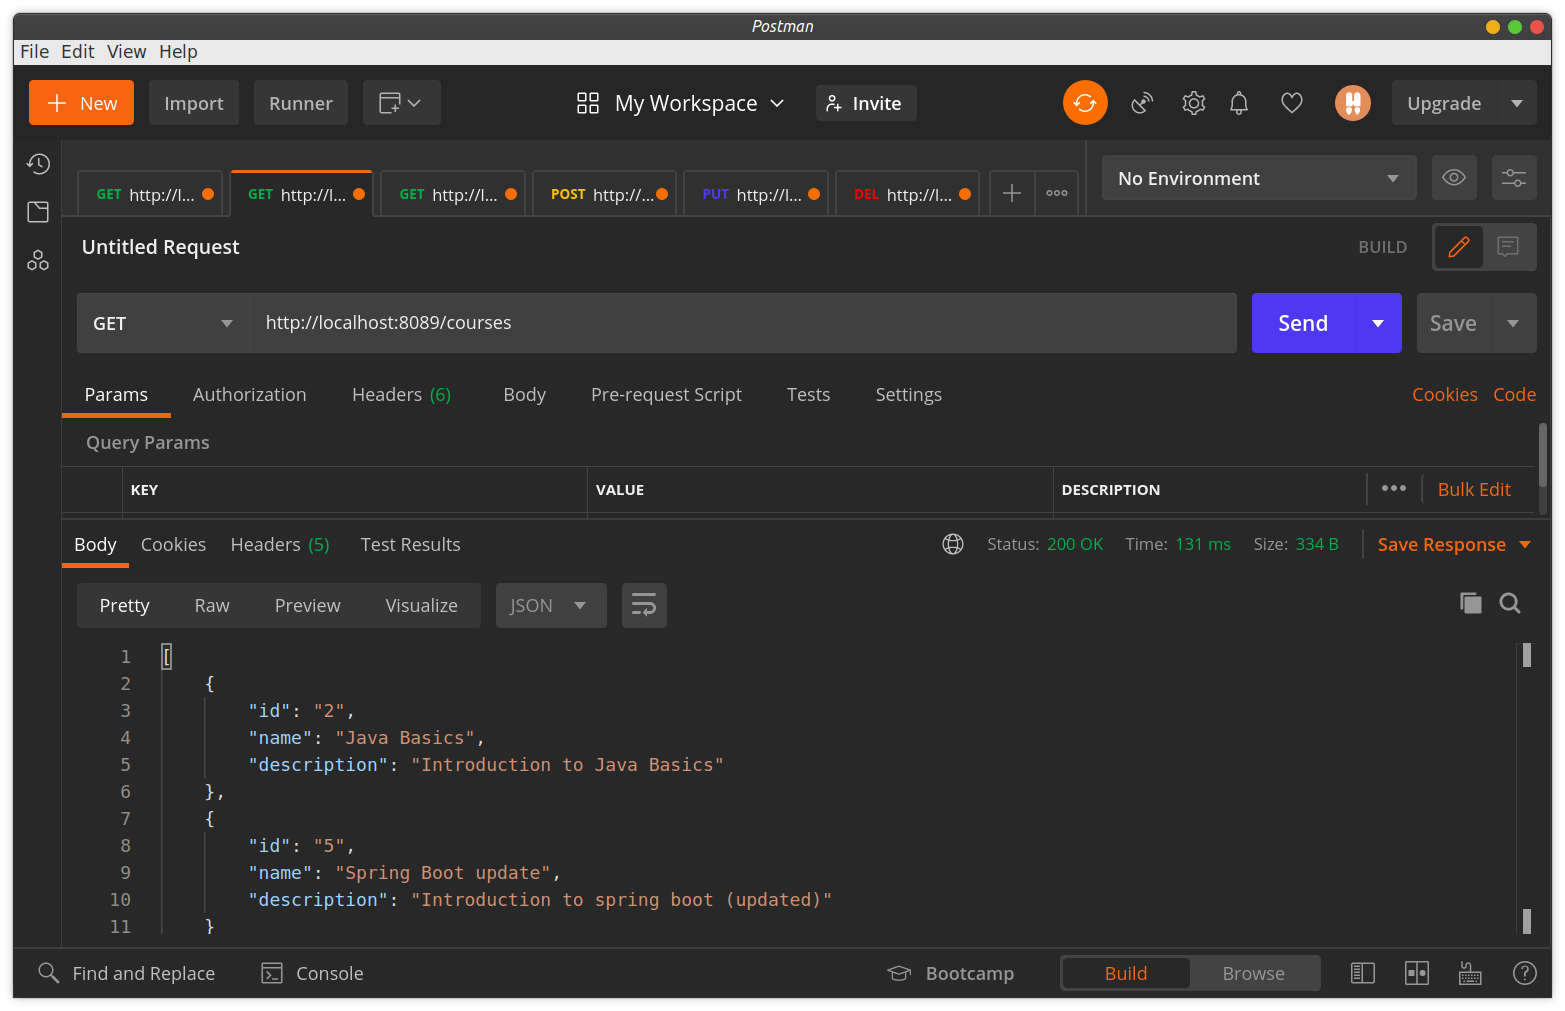 Postman
File Edit View Help
New Import Runner My Workspace Invite Upgrade
GET http://l... GET http://l... GET http://l... POST http://... PUT http://l... DEL http://l... No Environment
Untitled Request BUILD
GET http://localhost:8089/courses Send Save
Params Authorization Headers (6) Body Pre-request Script Tests Settings Cookies Code
Query Params
KEY VALUE DESCRIPTION Bulk Edit
Body Cookies Headers (5) Test Results Status: 200 OK Time: 131 ms Size: 334 B Save Response
Pretty Raw Preview Visualize JSON
1 [
2 {
3 "id": "2",
4 "name": "Java Basics",
5 "description": "Introduction to Java Basics"
6 },
7 {
8 "id": "5",
9 "name": "Spring Boot update",
10 "description": "Introduction to spring boot (updated)"
11 }
Find and Replace Console Bootcamp Build Browse